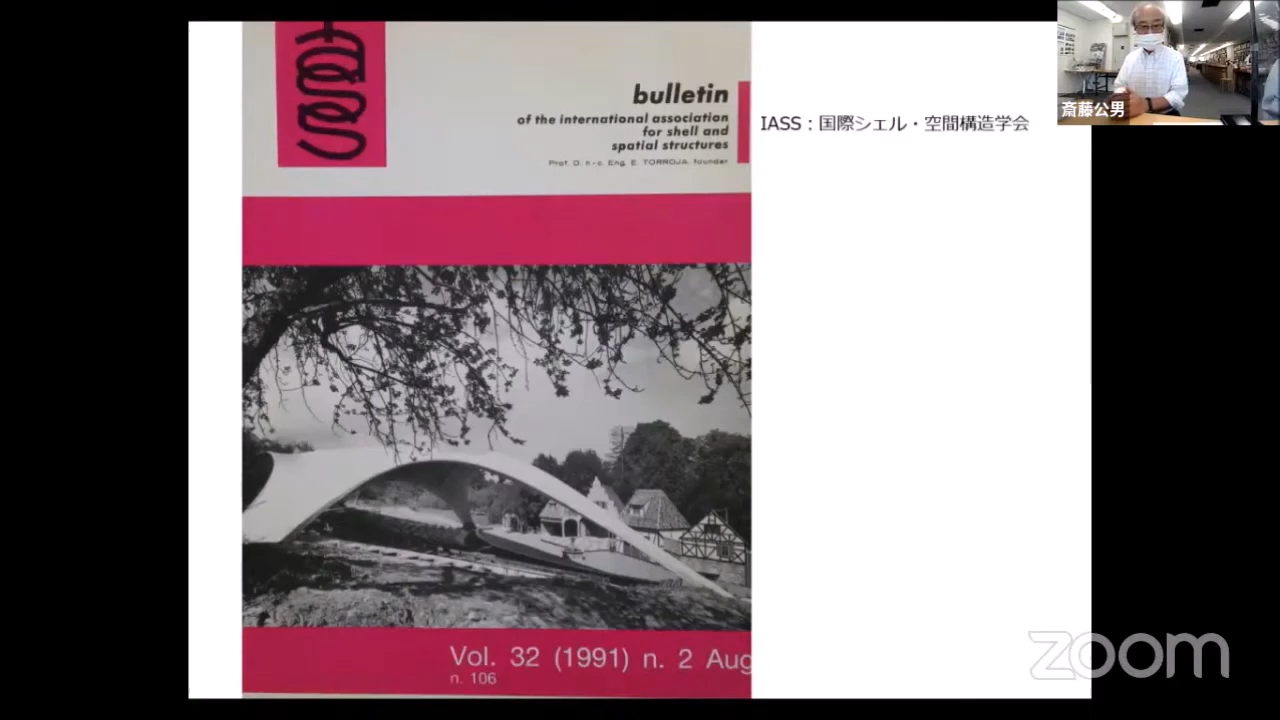 iass
bulletin
of the international association
for shell and
spatial structures
Prof. D. h.c. Eng. E. TORROJA, founder
IASS：国際シェル・空間構造学会
斎藤公男
Vol. 32 (1991) n. 2 Aug
n. 106
zoom